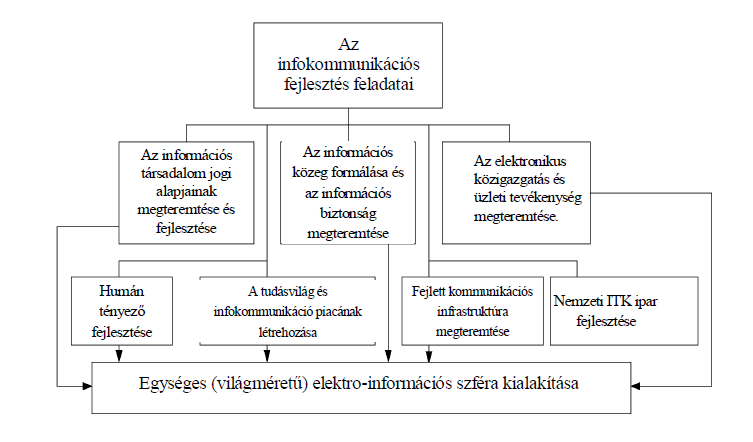 Az
infokommunikációs
fejlesztés feladatai
Az információs
társadalom jogi
alapjainak
megteremtése és
fejlesztése
Az információs
közeg formálása és
az információs
biztonság
megteremtése
Az elektronikus
közigazgatás és
üzleti tevékenység
megteremtése.
Humán
tényező
fejlesztése
A tudásvilág és
infokommunikáció piacának
létrehozása
Fejlett kommunikációs
infrastruktúra
megteremtése
Nemzeti ITK ipar
fejlesztése
Egységes (világméretű) elektro-információs szféra kialakítása